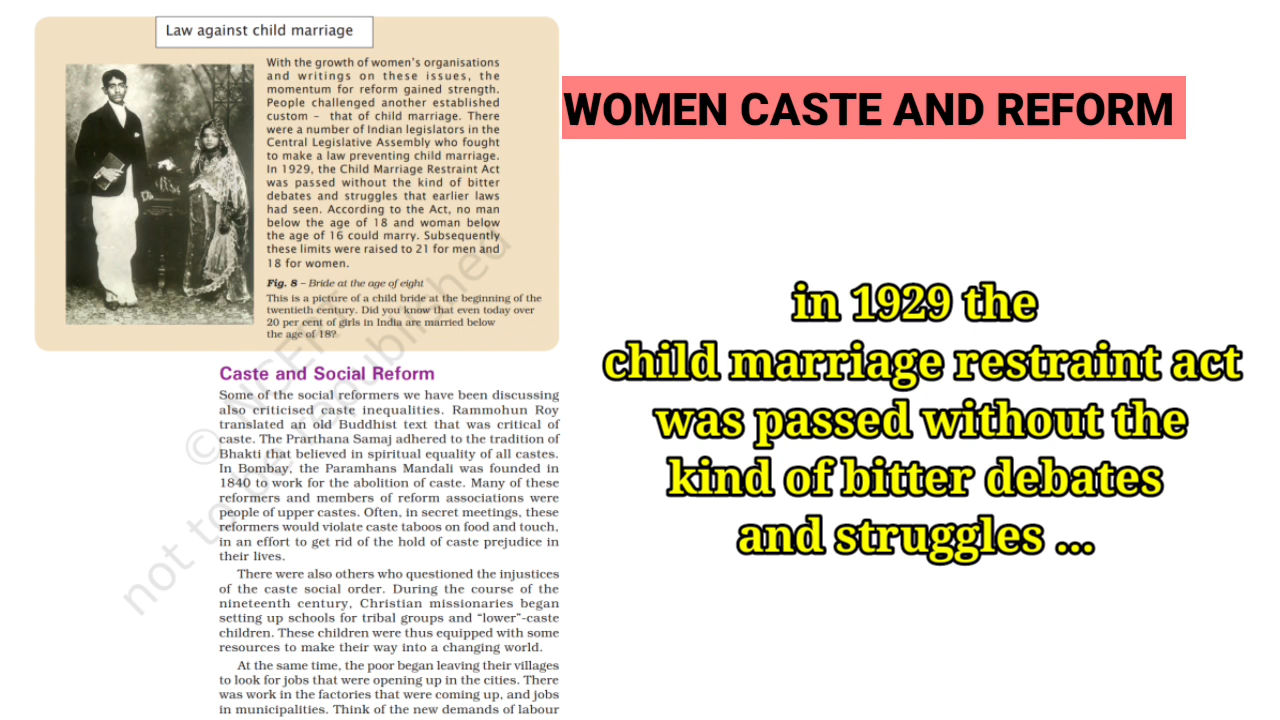 Law against child marriage
With the growth of women's organisations
and writings on these issues, the
momentum for reform gained strength.
People challenged another established
custom – that of child marriage. There
were a number of Indian legislators in the
Central Legislative Assembly who fought
to make a law preventing child marriage.
In 1929, the Child Marriage Restraint Act
was passed without the kind of bitter
debates and struggles that earlier laws
had seen. According to the Act, no man
below the age of 18 and woman below
the age of 16 could marry. Subsequently
these limits were raised to 21 for men and
18 for women.
Fig. 8 – Bride at the age of eight
This is a picture of a child bride at the beginning of the
twentieth century. Did you know that even today over
20 per cent of girls in India are married below
the age of 18?
Caste and Social Reform
Some of the social reformers we have been discussing
also criticised caste inequalities. Rammohun Roy
translated an old Buddhist text that was critical of
caste. The Prarthana Samaj adhered to the tradition of
Bhakti that believed in spiritual equality of all castes.
In Bombay, the Paramhans Mandali was founded in
1840 to work for the abolition of caste. Many of these
reformers and members of reform associations were
people of upper castes. Often, in secret meetings, these
reformers would violate caste taboos on food and touch,
in an effort to get rid of the hold of caste prejudice in
their lives.
There were also others who questioned the injustices
of the caste social order. During the course of the
nineteenth century, Christian missionaries began
setting up schools for tribal groups and "lower"-caste
children. These children were thus equipped with some
resources to make their way into a changing world.
At the same time, the poor began leaving their villages
to look for jobs that were opening up in the cities. There
was work in the factories that were coming up, and jobs
in municipalities. Think of the new demands of labour
© NCERT
not to be republished
WOMEN CASTE AND REFORM
in 1929 the
child marriage restraint act
was passed without the
kind of bitter debates
and struggles ...